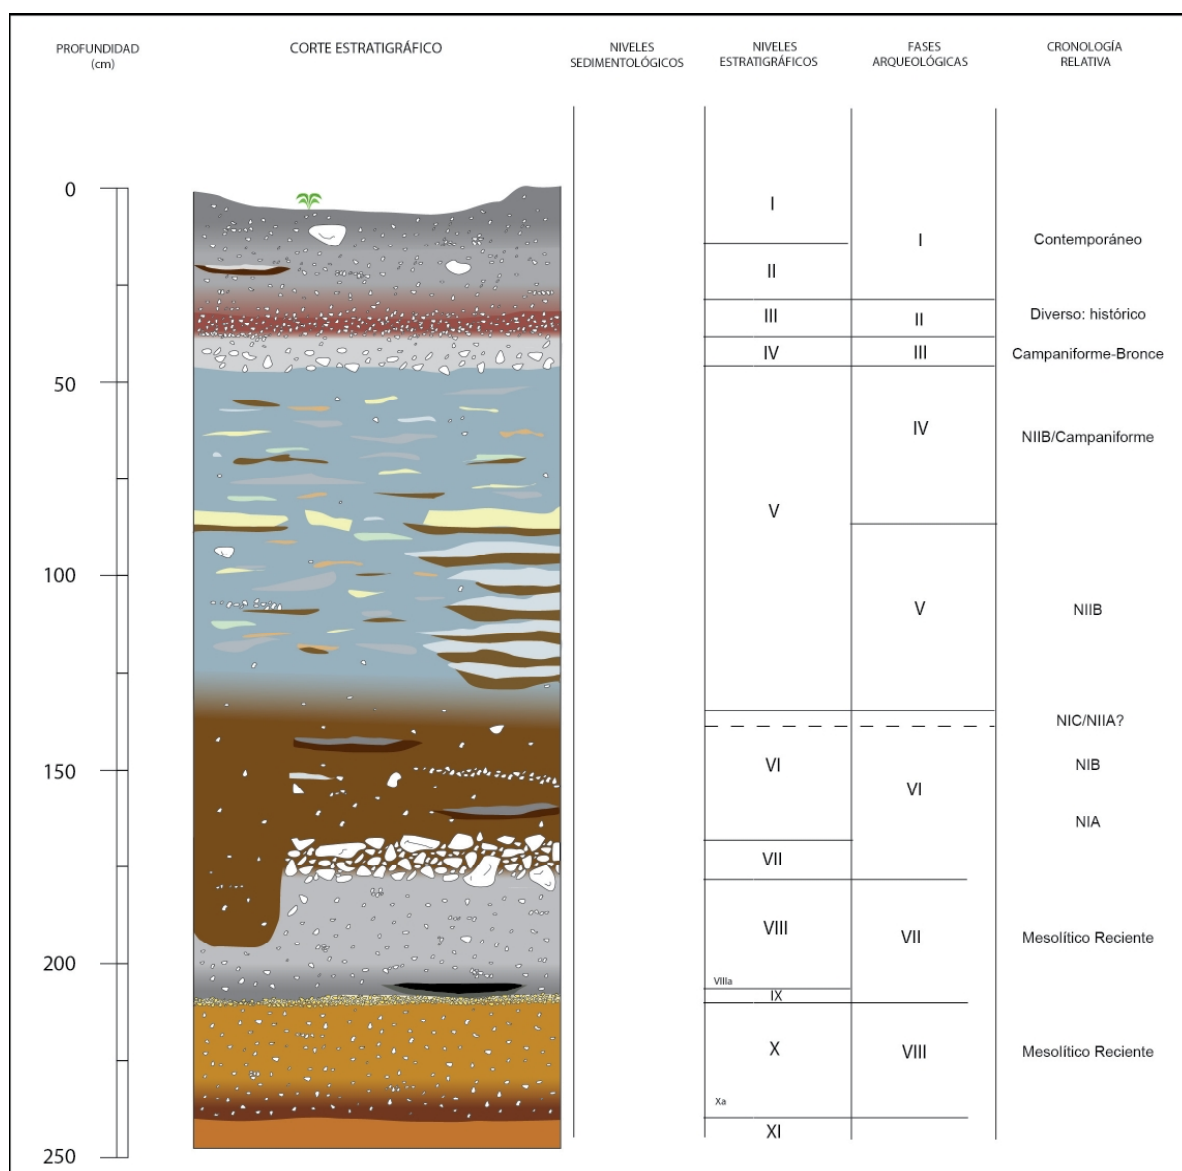 PROFUNDIDAD
(cm)
CORTE ESTRATIGRÁFICO
NIVELES
SEDIMENTOLÓGICOS
NIVELES
ESTRATIGRÁFICOS
FASES
ARQUEOLÓGICAS
CRONOLOGÍA
RELATIVA
0
50
100
150
200
250
I
II
III
IV
V
VI
VII
VIII
VIIIa
IX
X
Xa
XI
I
II
III
IV
V
VI
VII
VIII
Contemporáneo
Diverso: histórico
Campaniforme-Bronce
NIIB/Campaniforme
NIIB
NIC/NIIA?
NIB
NIA
Mesolítico Reciente
Mesolítico Reciente